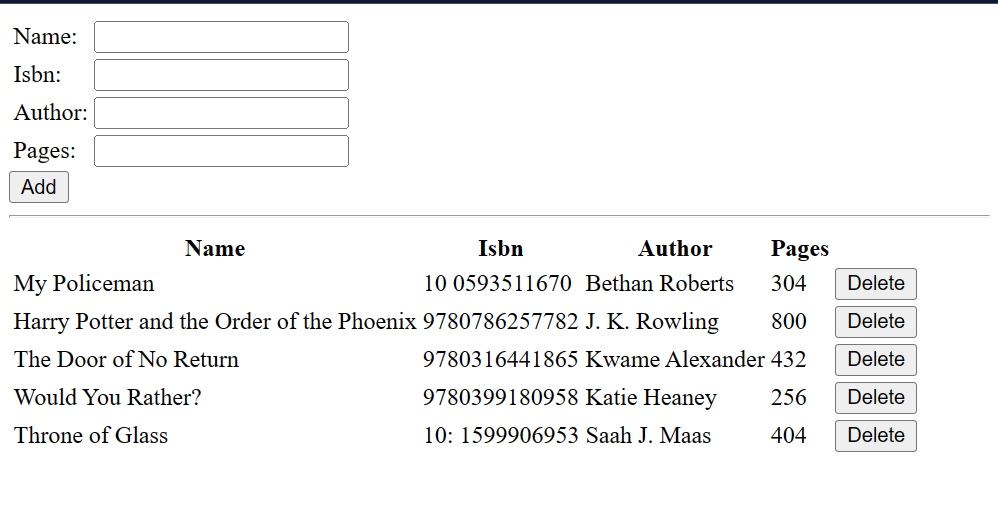 Name:
Isbn:
Author:
Pages:
Add
Name Isbn Author Pages
My Policeman 10 0593511670 Bethan Roberts 304 Delete
Harry Potter and the Order of the Phoenix 9780786257782 J. K. Rowling 800 Delete
The Door of No Return 9780316441865 Kwame Alexander 432 Delete
Would You Rather? 9780399180958 Katie Heaney 256 Delete
Throne of Glass 10: 1599906953 Saah J. Maas 404 Delete